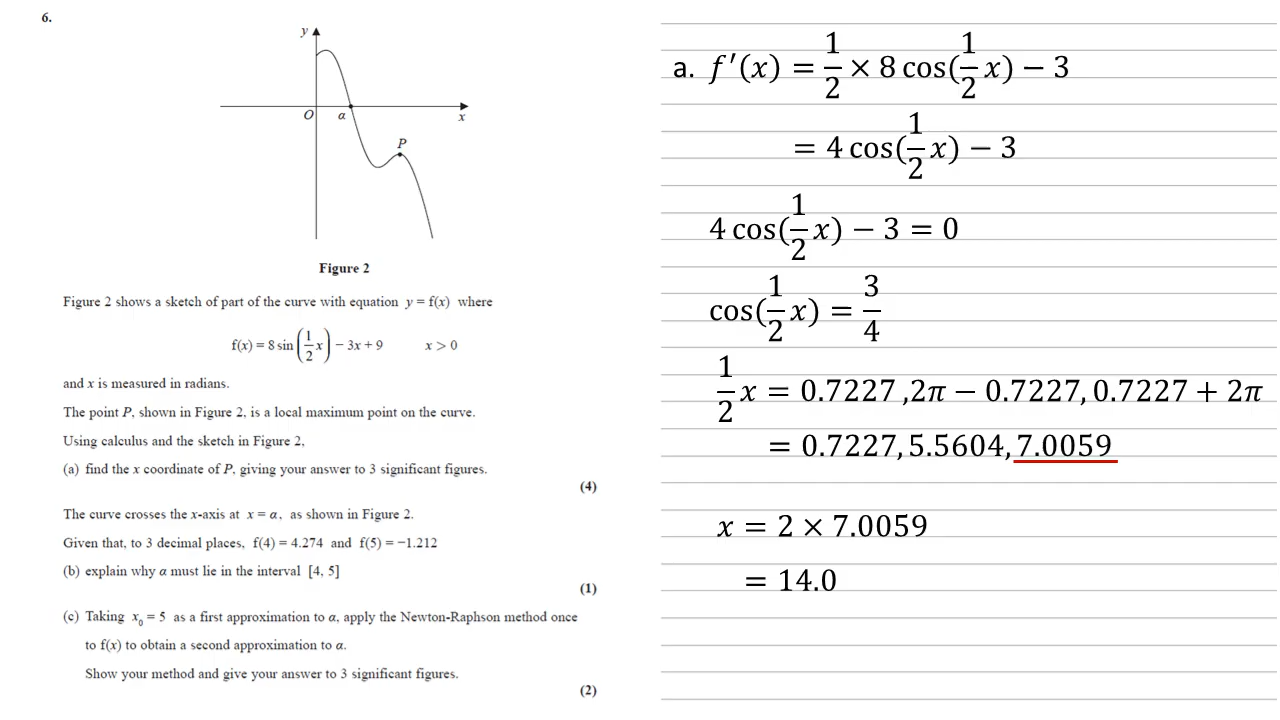 6.
y
O
α
x
P
Figure 2
Figure 2 shows a sketch of part of the curve with equation y = f(x) where
f(x) = 8 sin(1/2 x) − 3x + 9 x > 0
and x is measured in radians.
The point P, shown in Figure 2, is a local maximum point on the curve.
Using calculus and the sketch in Figure 2,
(a) find the x coordinate of P, giving your answer to 3 significant figures.
(4)
The curve crosses the x-axis at x = α, as shown in Figure 2.
Given that, to 3 decimal places, f(4) = 4.274 and f(5) = −1.212
(b) explain why α must lie in the interval [4, 5]
(1)
(c) Taking x₀ = 5 as a first approximation to α, apply the Newton-Raphson method once
to f(x) to obtain a second approximation to α.
Show your method and give your answer to 3 significant figures.
(2)
a. f′(x) = 1/2 × 8 cos(1/2 x) − 3
= 4 cos(1/2 x) − 3
4 cos(1/2 x) − 3 = 0
cos(1/2 x) = 3/4
1/2 x = 0.7227 ,2π − 0.7227, 0.7227 + 2π
= 0.7227, 5.5604, 7.0059
x = 2 × 7.0059
= 14.0